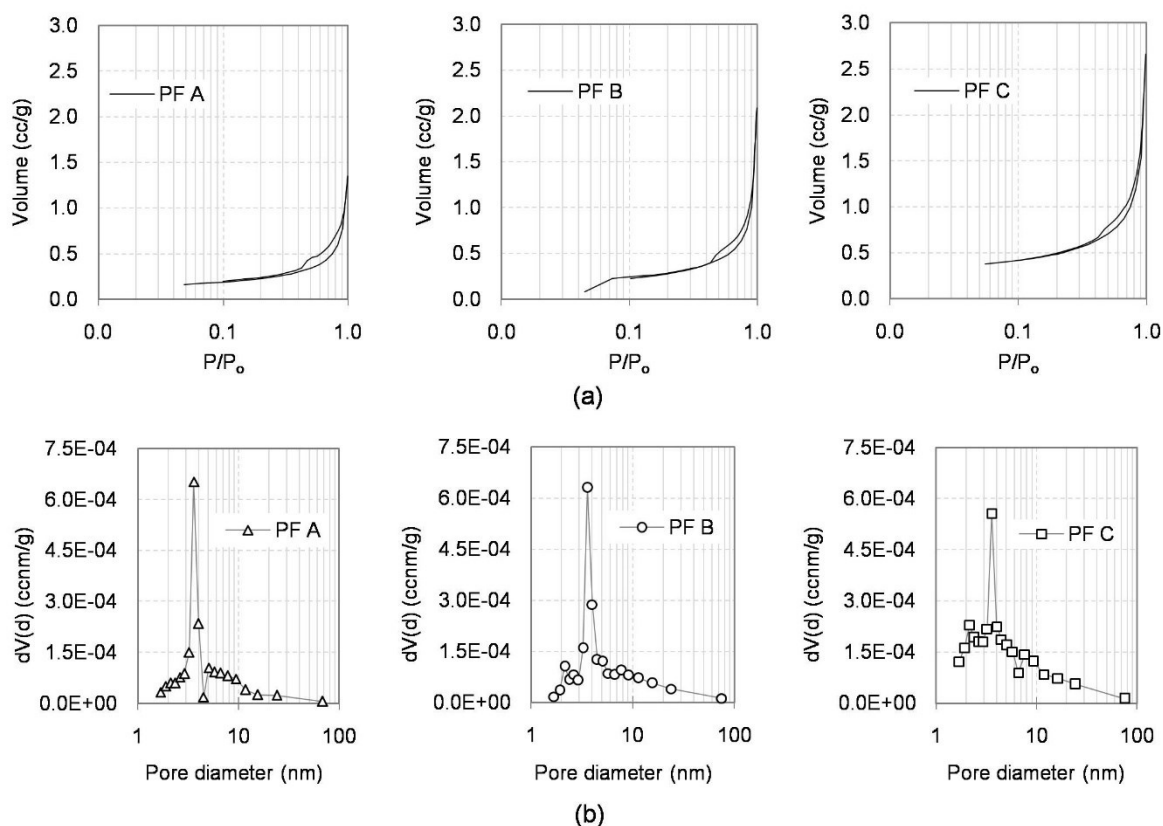 3.0
2.5
2.0
1.5
1.0
0.5
0.0
Volume (cc/g)
PF A
0.0 0.1 1.0
P/Po
3.0
2.5
2.0
1.5
1.0
0.5
0.0
Volume (cc/g)
PF B
0.0 0.1 1.0
P/Po
3.0
2.5
2.0
1.5
1.0
0.5
0.0
Volume (cc/g)
PF C
0.0 0.1 1.0
P/Po
(a)
7.5E-04
6.0E-04
4.5E-04
3.0E-04
1.5E-04
0.0E+00
dV(d) (ccnm/g)
PF A
1 10 100
Pore diameter (nm)
7.5E-04
6.0E-04
4.5E-04
3.0E-04
1.5E-04
0.0E+00
dV(d) (ccnm/g)
PF B
1 10 100
Pore diameter (nm)
7.5E-04
6.0E-04
4.5E-04
3.0E-04
1.5E-04
0.0E+00
dV(d) (ccnm/g)
PF C
1 10 100
Pore diameter (nm)
(b)